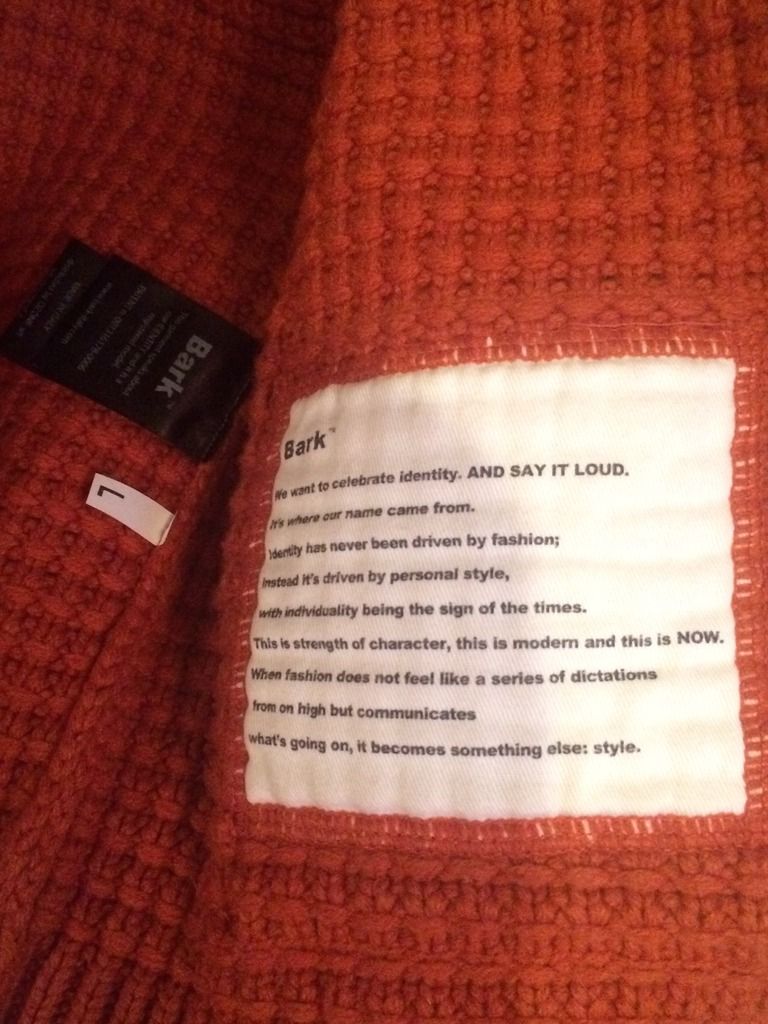 Bark™
We want to celebrate identity. AND SAY IT LOUD.
It's where our name came from.
Identity has never been driven by fashion;
instead it's driven by personal style,
with individuality being the sign of the times.
This is strength of character, this is modern and this is NOW.
When fashion does not feel like a series of dictations
from on high but communicates
what's going on, it becomes something else: style.
Bark
L